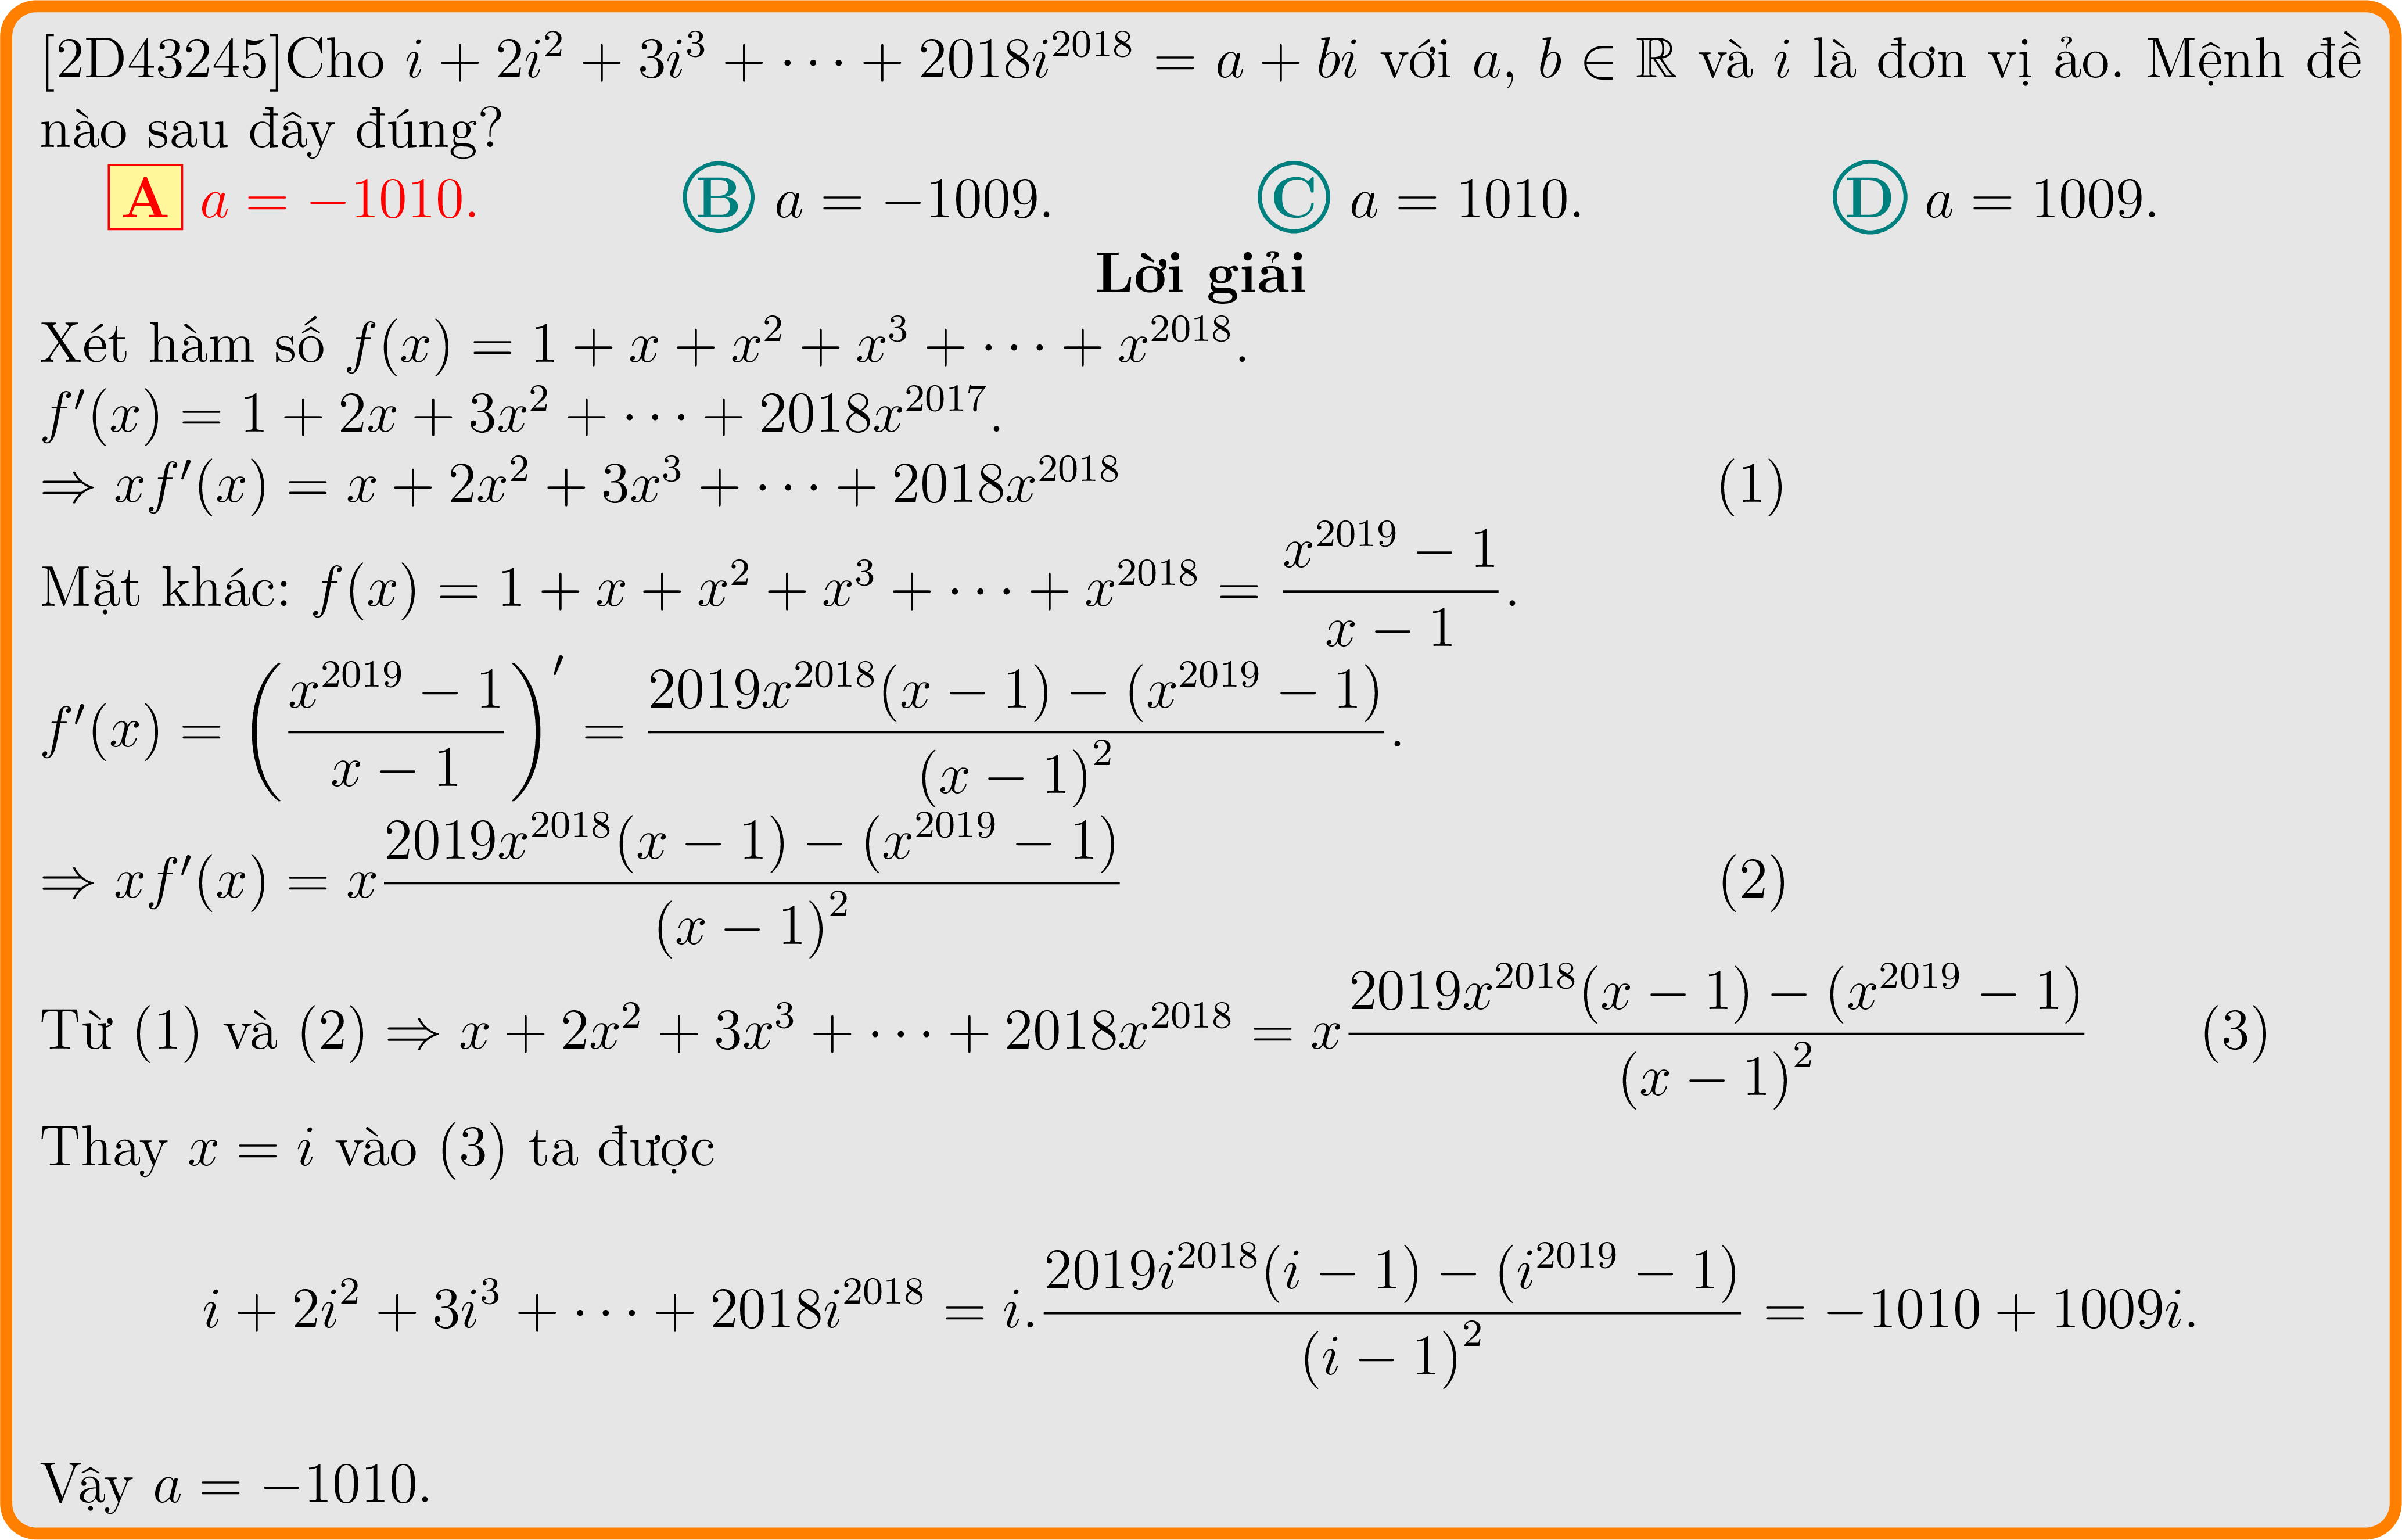 [2D43245]Cho $i + 2i^2 + 3i^3 + \cdots + 2018i^{2018} = a + bi$ với $a, b \in \mathbb{R}$ và $i$ là đơn vị ảo. Mệnh đề
nào sau đây đúng?
A $a = -1010.$ B $a = -1009.$ C $a = 1010.$ D $a = 1009.$
Lời giải
Xét hàm số $f(x) = 1 + x + x^2 + x^3 + \cdots + x^{2018}$.
$f'(x) = 1 + 2x + 3x^2 + \cdots + 2018x^{2017}$.
$\Rightarrow xf'(x) = x + 2x^2 + 3x^3 + \cdots + 2018x^{2018}$ (1)
Mặt khác: $f(x) = 1 + x + x^2 + x^3 + \cdots + x^{2018} = \frac{x^{2019} - 1}{x - 1}$.
$f'(x) = \left(\frac{x^{2019} - 1}{x - 1}\right)' = \frac{2019x^{2018}(x - 1) - (x^{2019} - 1)}{(x - 1)^2}$.
$\Rightarrow xf'(x) = x\frac{2019x^{2018}(x - 1) - (x^{2019} - 1)}{(x - 1)^2}$ (2)
Từ (1) và (2) $\Rightarrow x + 2x^2 + 3x^3 + \cdots + 2018x^{2018} = x\frac{2019x^{2018}(x - 1) - (x^{2019} - 1)}{(x - 1)^2}$ (3)
Thay $x = i$ vào (3) ta được
$i + 2i^2 + 3i^3 + \cdots + 2018i^{2018} = i.\frac{2019i^{2018}(i - 1) - (i^{2019} - 1)}{(i - 1)^2} = -1010 + 1009i.$
Vậy $a = -1010$.